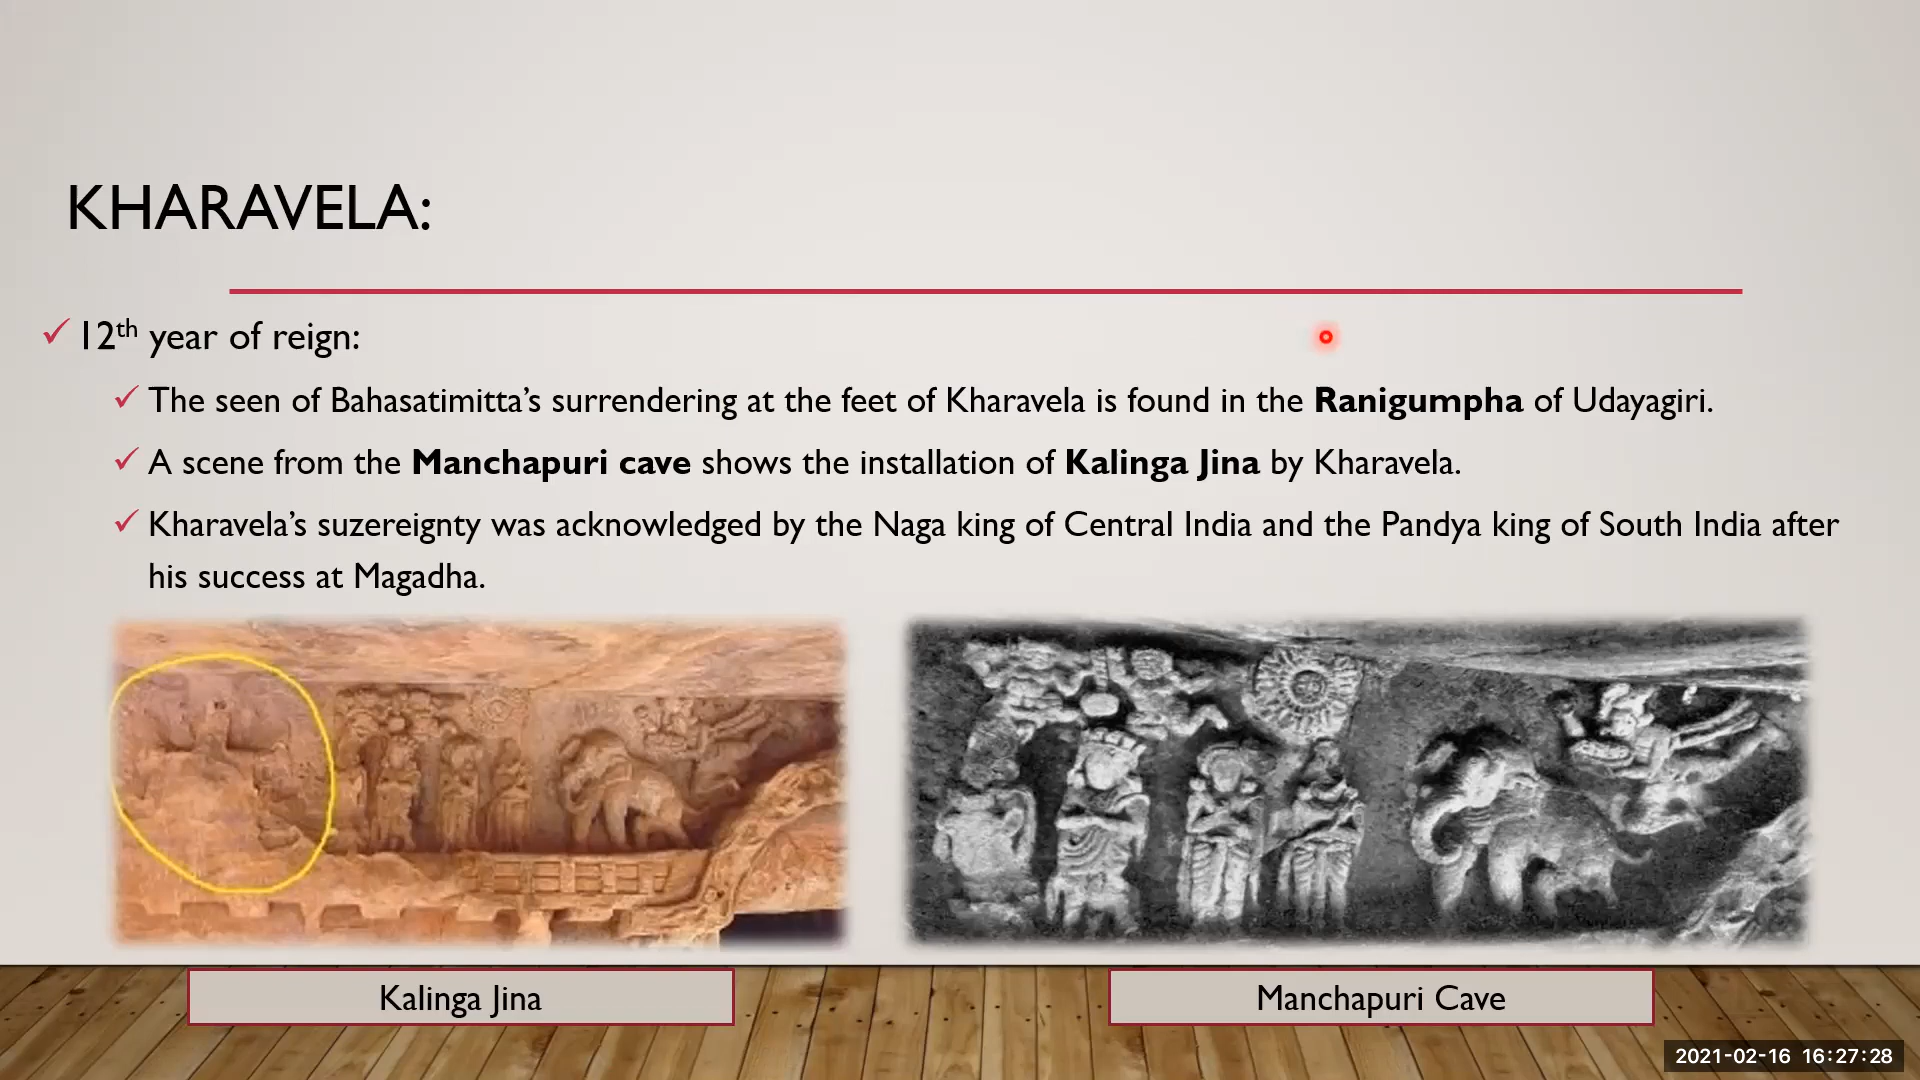 KHARAVELA:
12th year of reign:
The seen of Bahasatimitta’s surrendering at the feet of Kharavela is found in the Ranigumpha of Udayagiri.
A scene from the Manchapuri cave shows the installation of Kalinga Jina by Kharavela.
Kharavela’s suzereignty was acknowledged by the Naga king of Central India and the Pandya king of South India after
his success at Magadha.
Kalinga Jina
Manchapuri Cave
2021-02-16 16:27:28